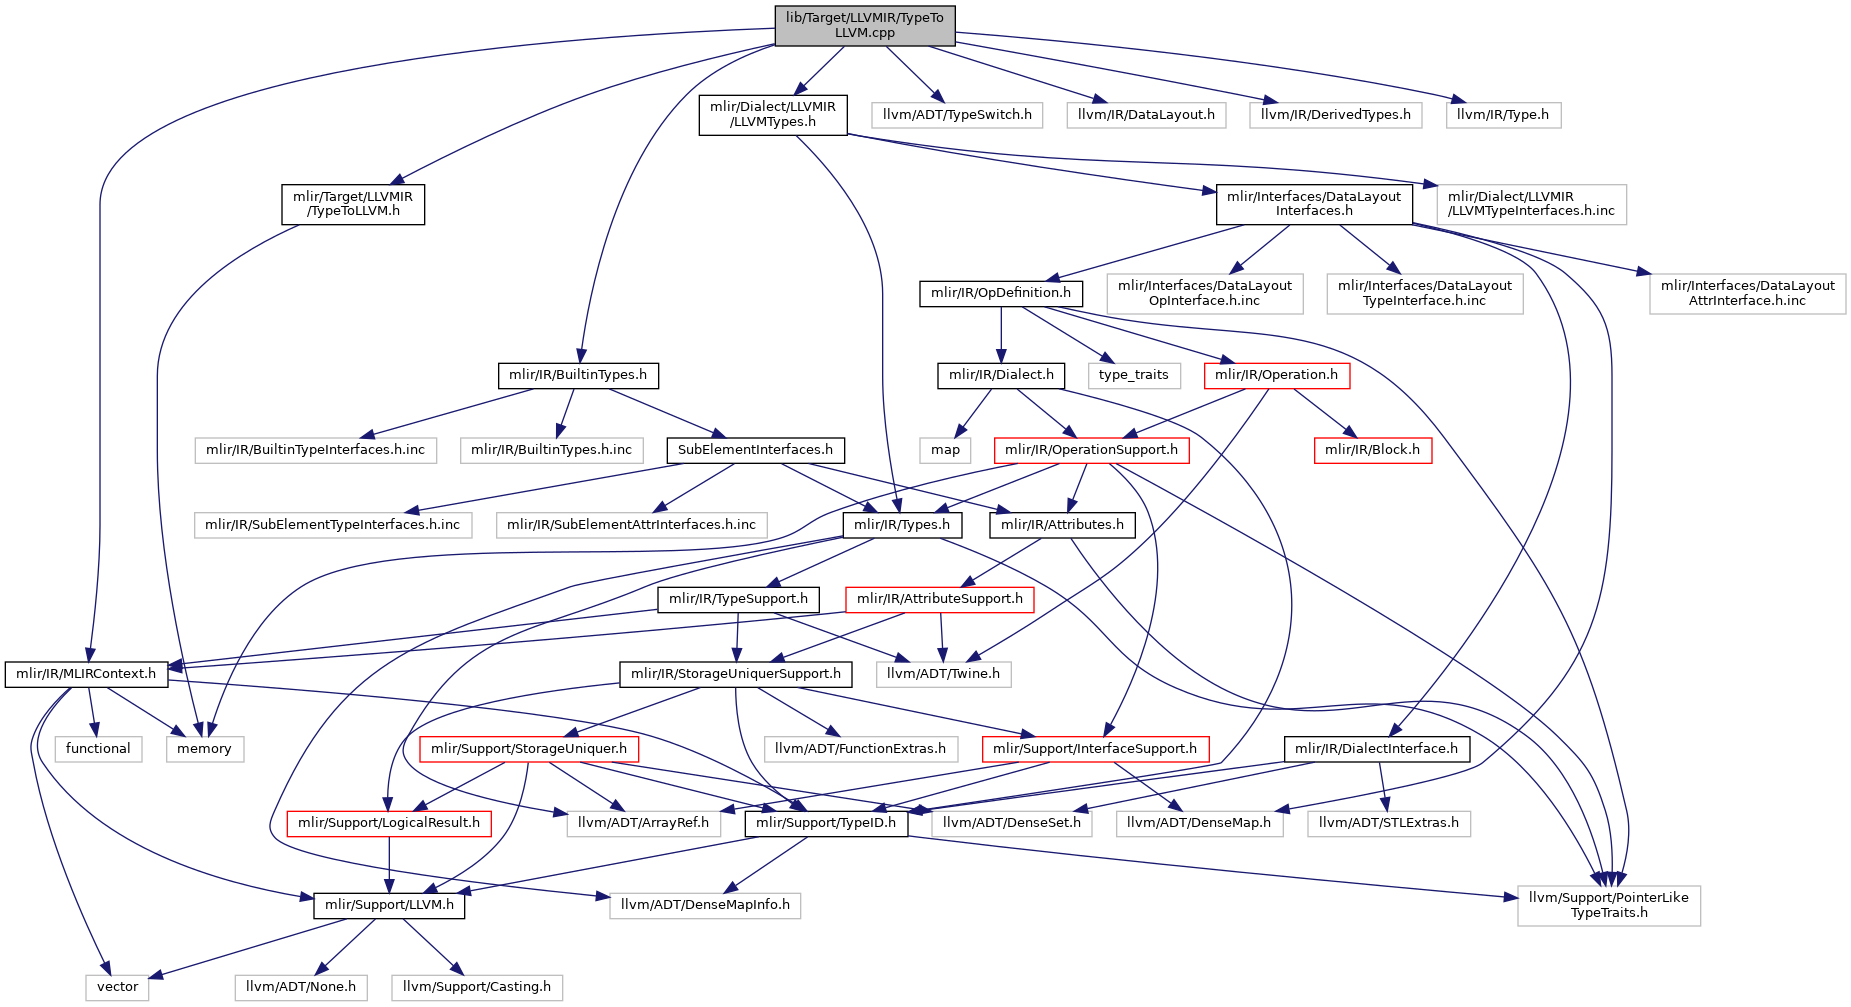 lib/Target/LLVMIR/TypeTo
LLVM.cpp
mlir/Dialect/LLVMIR
/LLVMTypes.h
llvm/ADT/TypeSwitch.h
llvm/IR/DataLayout.h
llvm/IR/DerivedTypes.h
llvm/IR/Type.h
mlir/Target/LLVMIR
/TypeToLLVM.h
mlir/Interfaces/DataLayout
Interfaces.h
mlir/Dialect/LLVMIR
/LLVMTypeInterfaces.h.inc
mlir/IR/OpDefinition.h
mlir/Interfaces/DataLayout
OpInterface.h.inc
mlir/Interfaces/DataLayout
TypeInterface.h.inc
mlir/Interfaces/DataLayout
AttrInterface.h.inc
mlir/IR/BuiltinTypes.h
mlir/IR/Dialect.h
type_traits
mlir/IR/Operation.h
mlir/IR/BuiltinTypeInterfaces.h.inc
mlir/IR/BuiltinTypes.h.inc
SubElementInterfaces.h
map
mlir/IR/OperationSupport.h
mlir/IR/Block.h
mlir/IR/SubElementTypeInterfaces.h.inc
mlir/IR/SubElementAttrInterfaces.h.inc
mlir/IR/Types.h
mlir/IR/Attributes.h
mlir/IR/TypeSupport.h
mlir/IR/AttributeSupport.h
mlir/IR/MLIRContext.h
mlir/IR/StorageUniquerSupport.h
llvm/ADT/Twine.h
functional
memory
mlir/Support/StorageUniquer.h
llvm/ADT/FunctionExtras.h
mlir/Support/InterfaceSupport.h
mlir/IR/DialectInterface.h
mlir/Support/LogicalResult.h
llvm/ADT/ArrayRef.h
mlir/Support/TypeID.h
llvm/ADT/DenseSet.h
llvm/ADT/DenseMap.h
llvm/ADT/STLExtras.h
mlir/Support/LLVM.h
llvm/ADT/DenseMapInfo.h
llvm/Support/PointerLike
TypeTraits.h
vector
llvm/ADT/None.h
llvm/Support/Casting.h